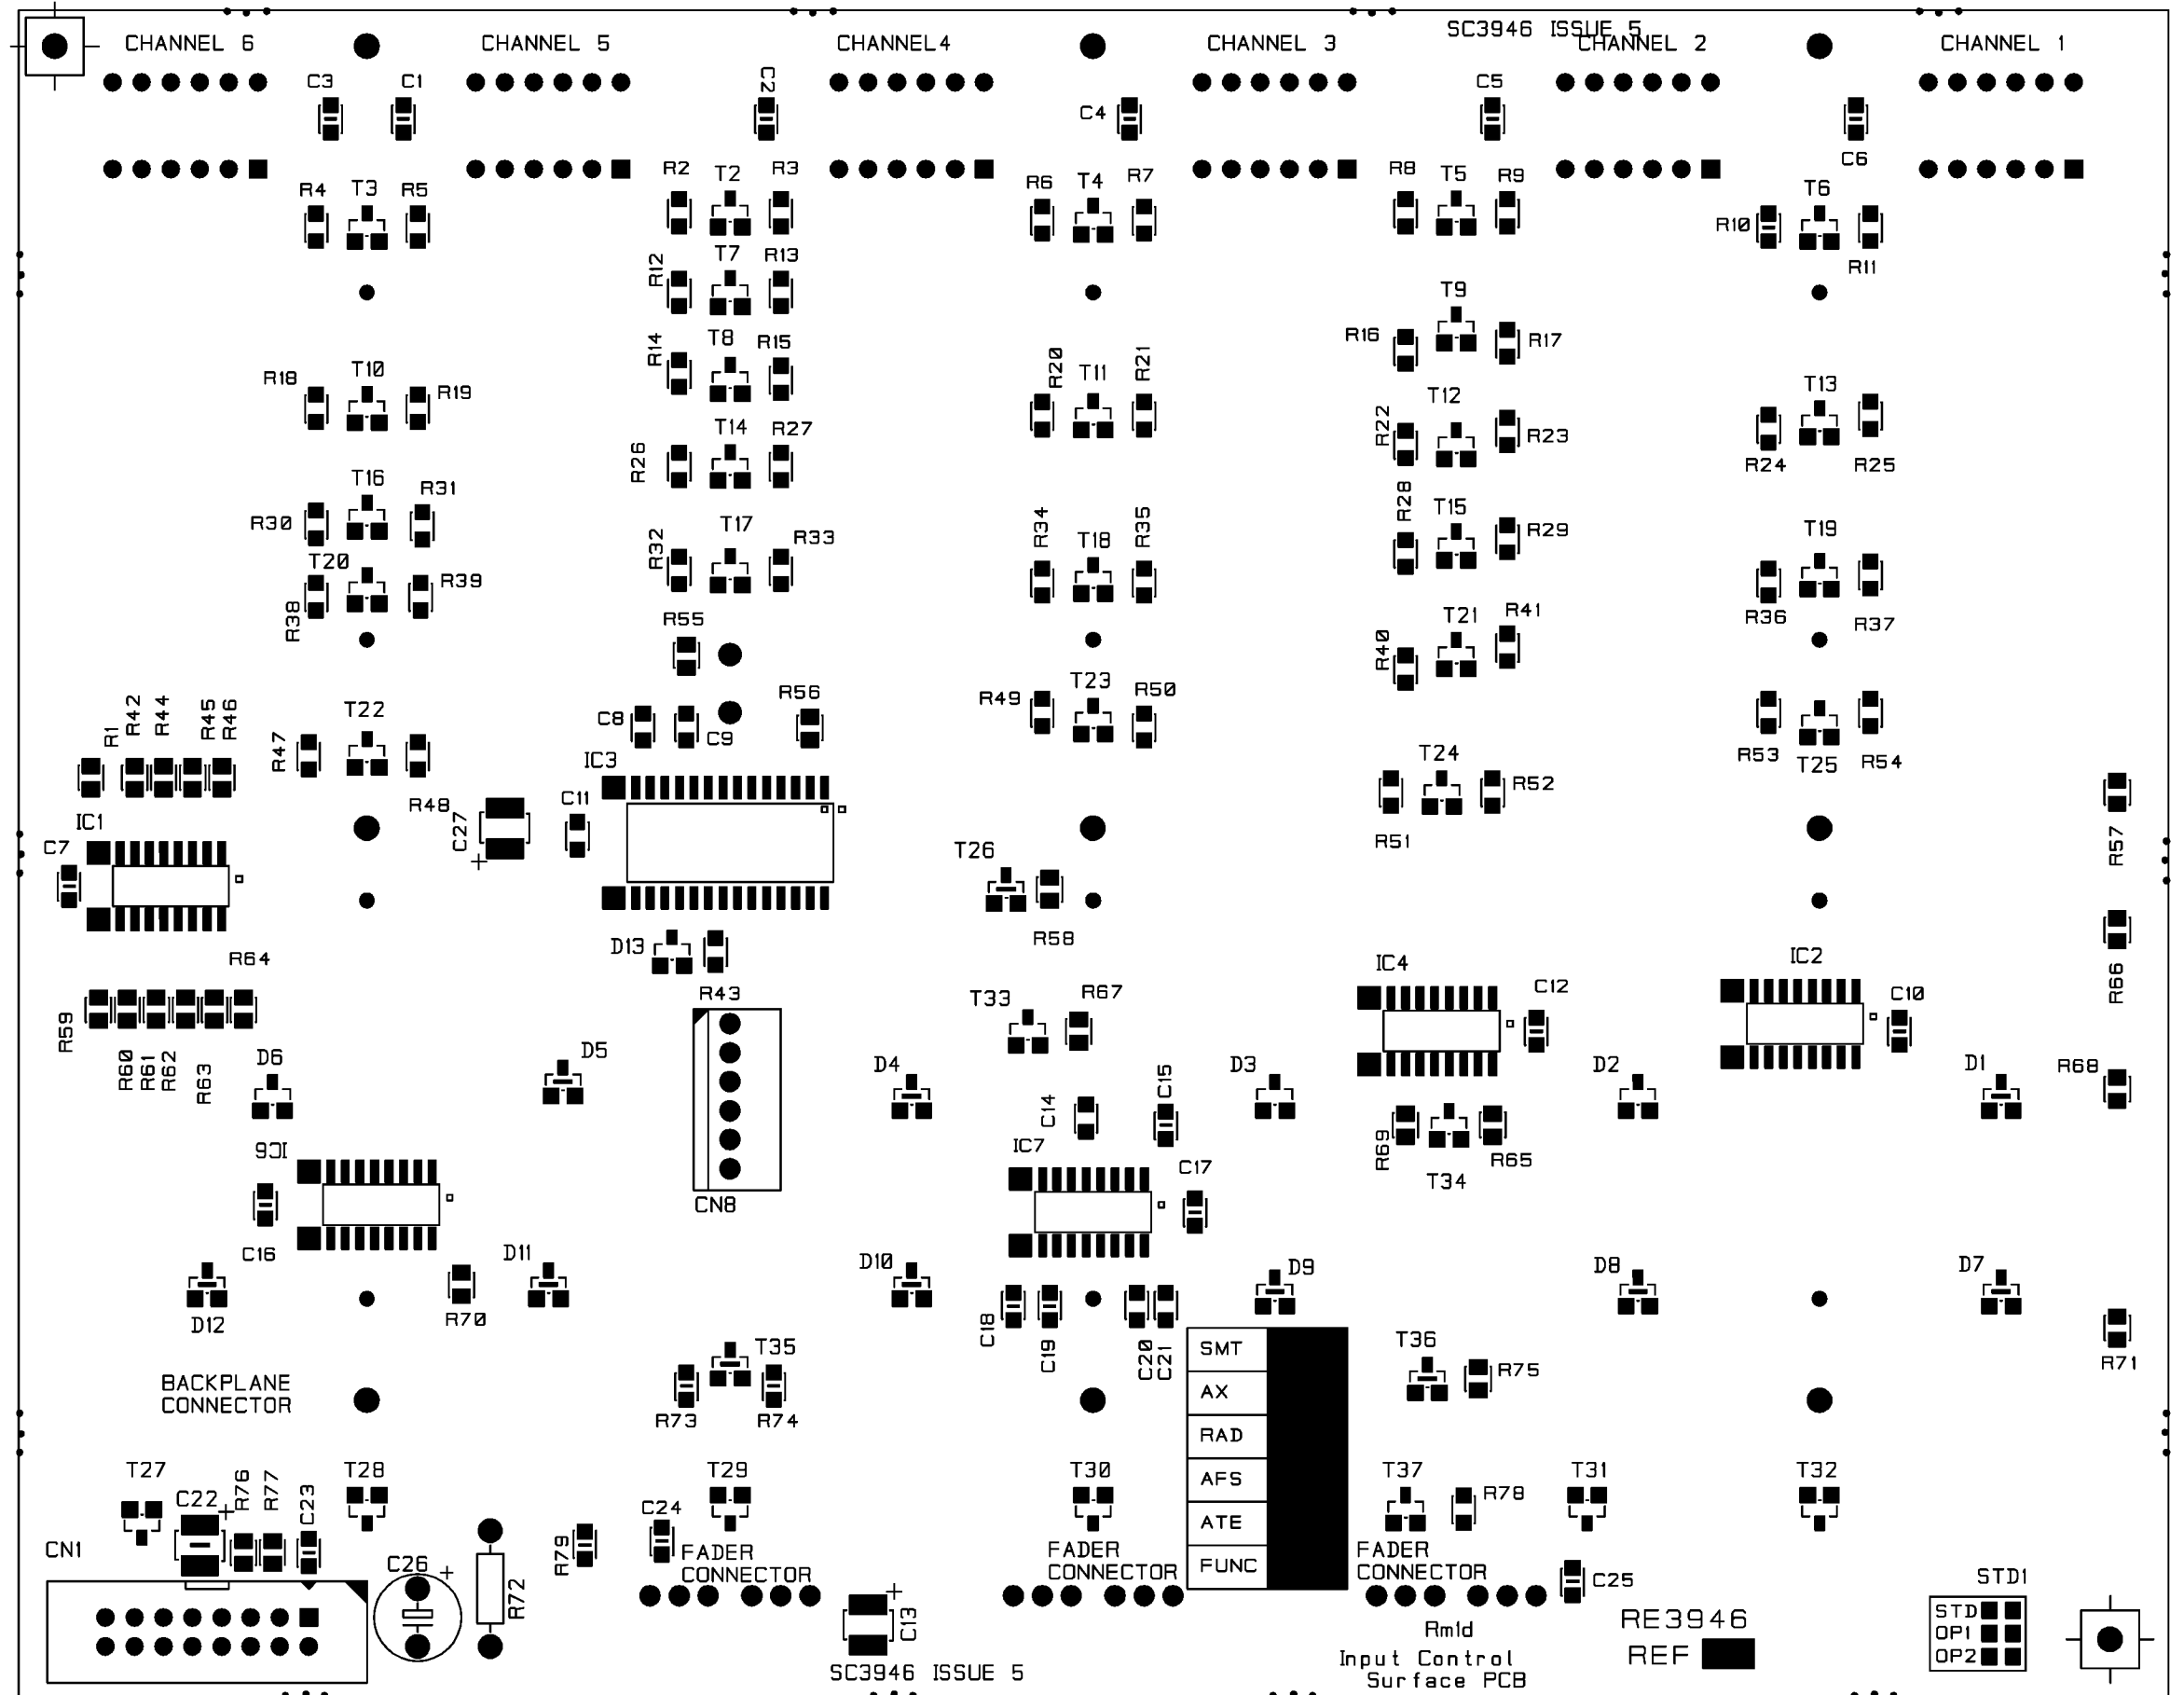 SC3946 ISSUE 5
CHANNEL 6 CHANNEL 5 CHANNEL4 CHANNEL 3 CHANNEL 2 CHANNEL 1
C3 C1 C2 C4 C5 C6
R4 T3 R5 R2 T2 R3 R6 T4 R7 R8 T5 R9 R10 T6 R11
R12 T7 R13
T9
R14 T8 R15 R16 R17
R18 T10 R19 R20 T11 R21 T12 T13
R26 T14 R27 R22 R23 R24 R25
T16 R31 R28 T15
R30 R32 T17 R33 R34 T18 R35 R29 T19
T20 R39
R38 R55 R40 T21 R41 R36 R37
R1 R42 R44 R45 R46 T22 C8 C9 R56 R49 T23 R50
R47 IC3 T24 R53 T25 R54
R48 C27 C11 R51 R52 R57
IC1
C7 T26
R58
R64 D13 IC4 IC2
R43 T33 R67 C12 C10 R66
R59 R60 R61 R62 R63 D6 D5 D4 D3 D2 D1 R68
C14 C15
IC6 IC7 C17 R69 T34 R65
CN8
C16 D11 D10 D9 D8 D7
D12 R70 C18 C19 C20 C21
T35 SMT T36 R75 R71
BACKPLANE
CONNECTOR
R73 R74 AX
RAD
T27 R76 R77 C23 T28 T29 T30 AFS T37 R78 T31 T32
C22 C24 ATE
CN1 C26 R72 R79
FADER
CONNECTOR
FADER
CONNECTOR
FUNC
FADER
CONNECTOR
C25 STD1
C13 STD
OP1
OP2
RE3946
REF
Rmid
Input Control
Surface PCB
SC3946 ISSUE 5